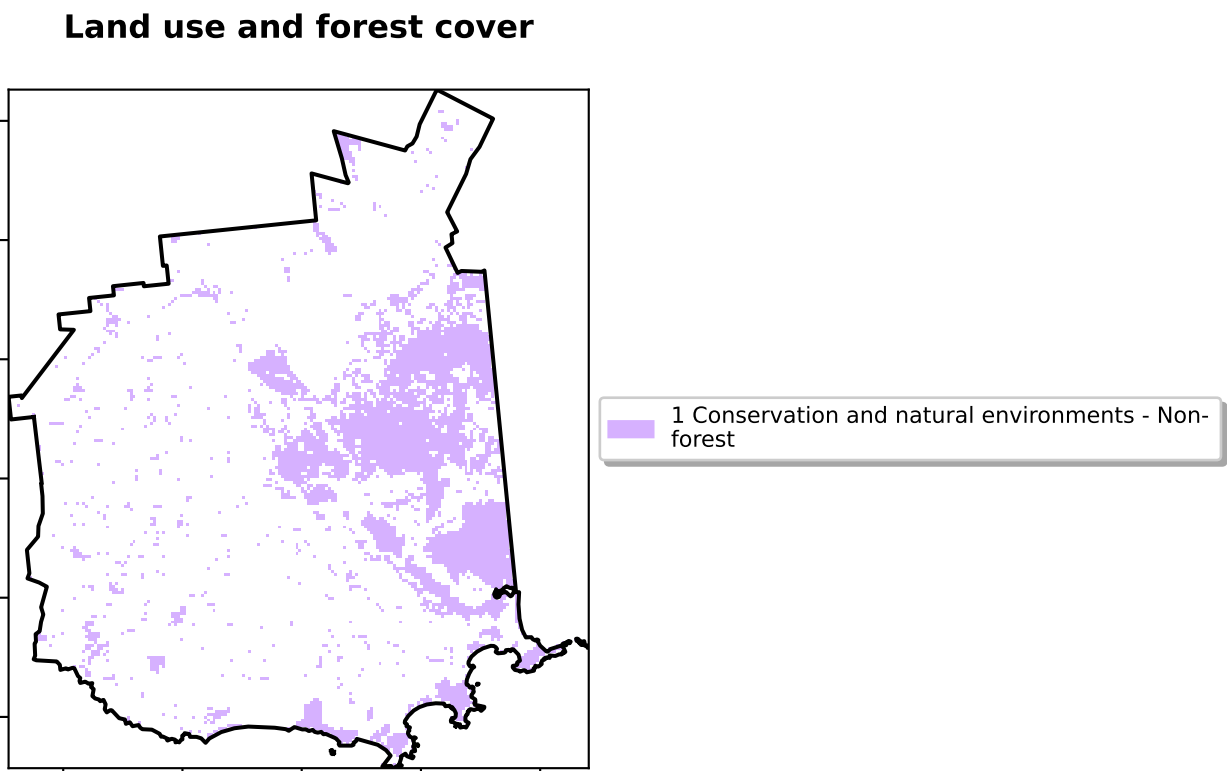 Land use and forest cover
1 Conservation and natural environments - Non-
forest